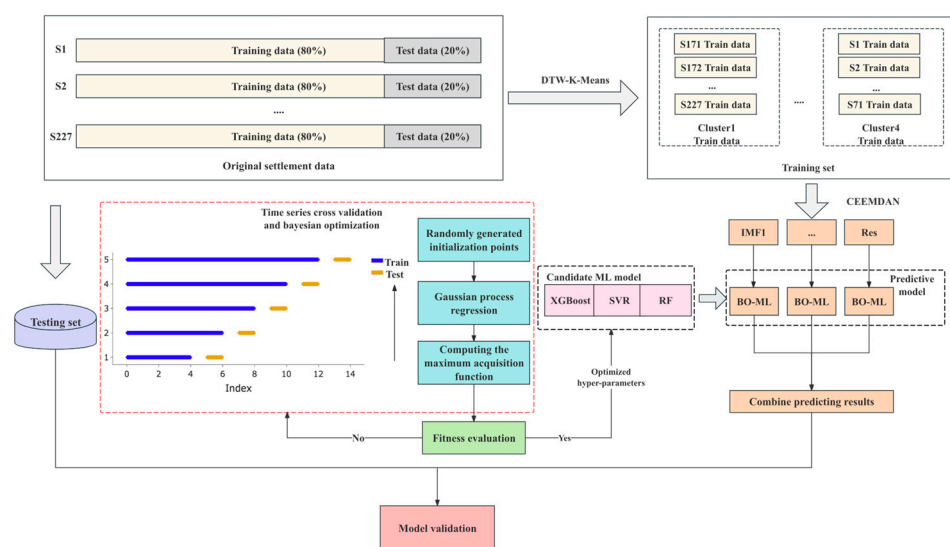 S1
Training data (80%)
Test data (20%)
S2
Training data (80%)
Test data (20%)
....
S227
Training data (80%)
Test data (20%)
Original settlement data
DTW-K-Means
S171 Train data
S172 Train data
...
S227 Train data
Cluster1
Train data
....
S1 Train data
S2 Train data
...
S71 Train data
Cluster4
Train data
Training set
CEEMDAN
Time series cross validation
and bayesian optimization
Train
Test
5
4
3
2
1
0
2
4
6
8
10
12
14
Index
Randomly generated
initialization points
Gaussian process
regression
Computing the
maximum acquisition
function
Testing set
Candidate ML model
XGBoost
SVR
RF
Optimized
hyper-parameters
IMF1
...
Res
Predictive
model
BO-ML
BO-ML
BO-ML
Combine predicting results
No
Fitness evaluation
Yes
Model validation